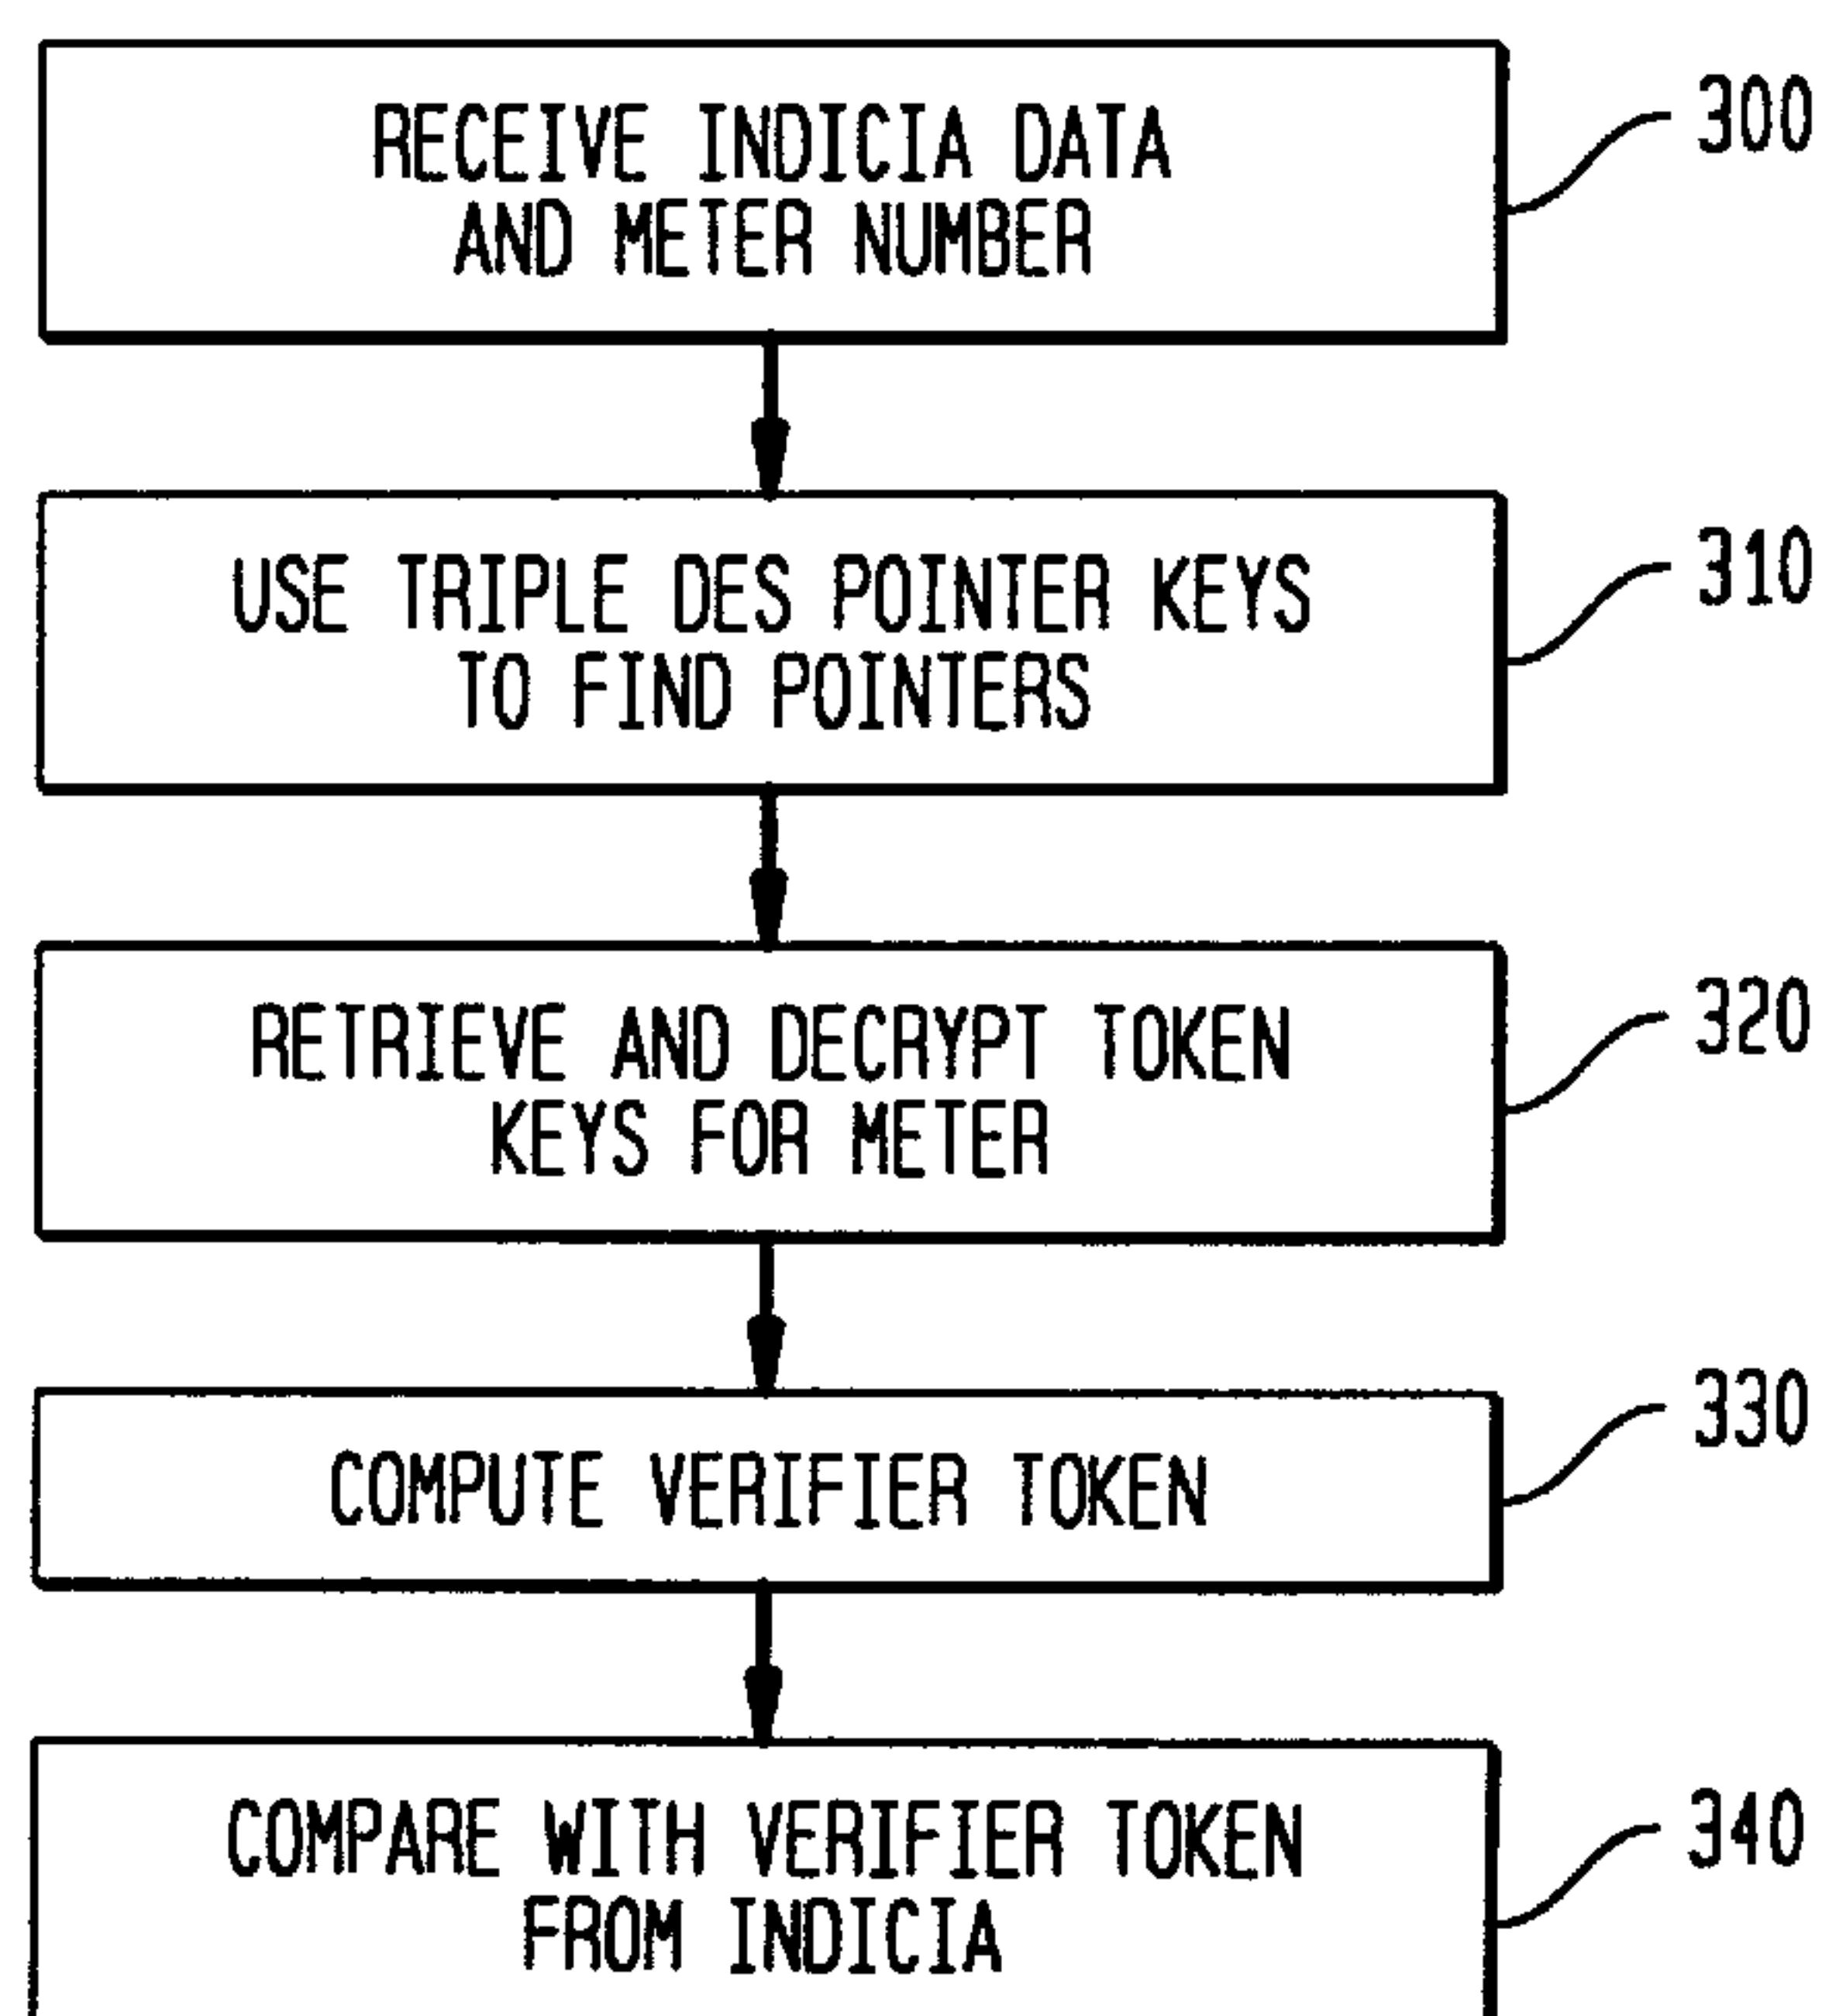 RECEIVE INDICIA DATA
AND METER NUMBER
300
USE TRIPLE DES POINTER KEYS
TO FIND POINTERS
310
RETRIEVE AND DECRYPT TOKEN
KEYS FOR METER
320
COMPUTE VERIFIER TOKEN
330
COMPARE WITH VERIFIER TOKEN
FROM INDICIA
340